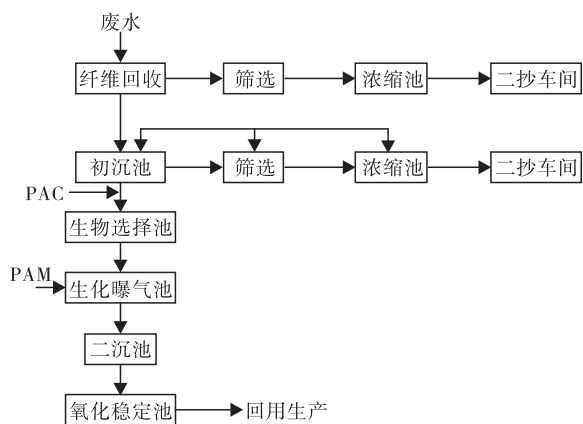 废水
纤维回收 筛选 浓缩池 二抄车间
初沉池 筛选 浓缩池 二抄车间
PAC
生物选择池
PAM
生化曝气池
二沉池
氧化稳定池 回用生产